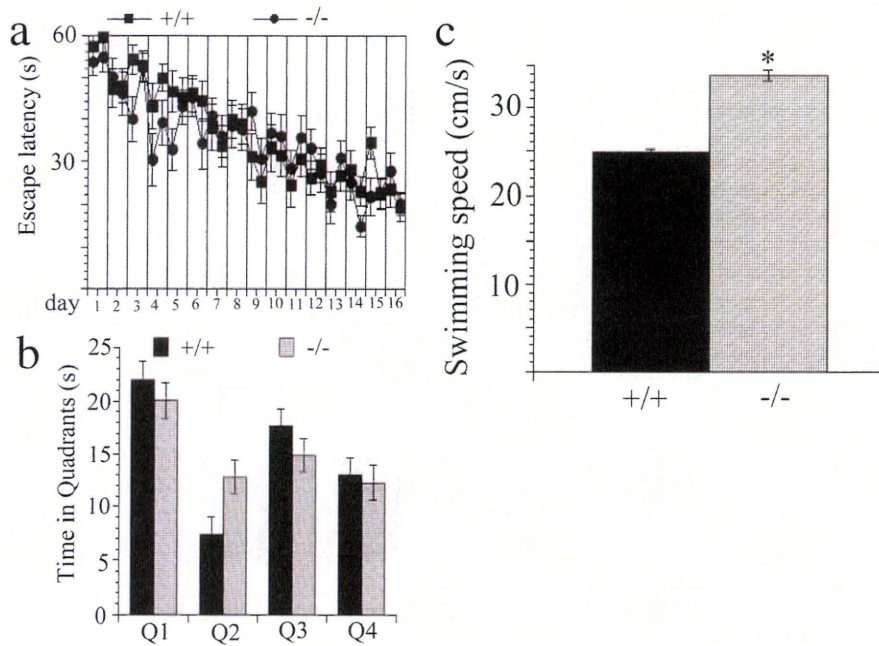 a
+/+ -/-
Escape latency (s)
60
30
day 1 2 3 4 5 6 7 8 9 10 11 12 13 14 15 16
b
+/+ -/-
Time in Quadrants (s)
25
20
15
10
5
0
Q1 Q2 Q3 Q4
c
*
Swimming speed (cm/s)
30
20
10
+/+ -/-